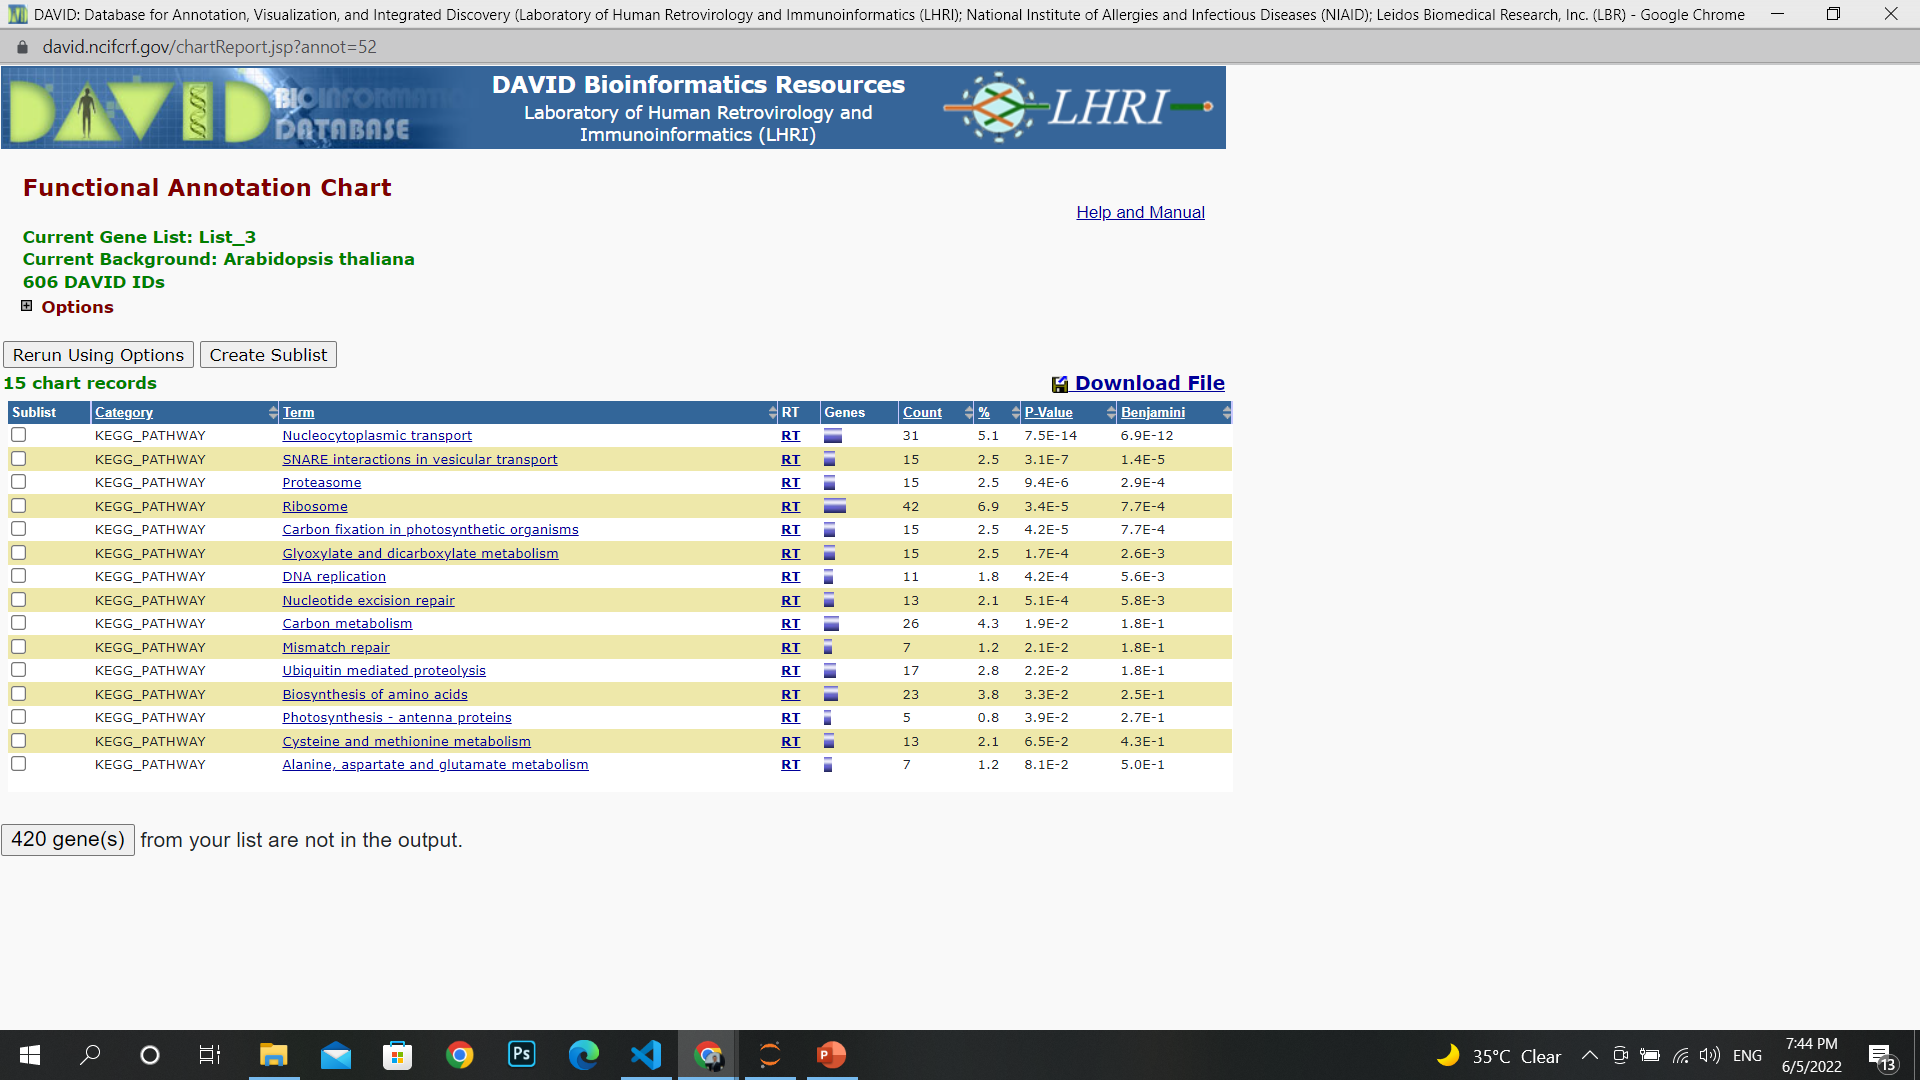 DAVID: Database for Annotation, Visualization, and Integrated Discovery (Laboratory of Human Retrovirology and Immunoinformatics (LHRI); National Institute of Allergies and Infectious Diseases (NIAID); Leidos Biomedical Research, Inc. (LBR) - Google Chrome
david.ncifcrf.gov/chartReport.jsp?annot=52
DAVID BIOINFORMATICS DATABASE
DAVID Bioinformatics Resources
Laboratory of Human Retrovirology and
Immunoinformatics (LHRI)
LHRI
Functional Annotation Chart
Help and Manual
Current Gene List: List_3
Current Background: Arabidopsis thaliana
606 DAVID IDs
Options
Rerun Using Options Create Sublist
15 chart records Download File
Sublist Category Term RT Genes Count % P-Value Benjamini
KEGG_PATHWAY Nucleocytoplasmic transport RT 31 5.1 7.5E-14 6.9E-12
KEGG_PATHWAY SNARE interactions in vesicular transport RT 15 2.5 3.1E-7 1.4E-5
KEGG_PATHWAY Proteasome RT 15 2.5 9.4E-6 2.9E-4
KEGG_PATHWAY Ribosome RT 42 6.9 3.4E-5 7.7E-4
KEGG_PATHWAY Carbon fixation in photosynthetic organisms RT 15 2.5 4.2E-5 7.7E-4
KEGG_PATHWAY Glyoxylate and dicarboxylate metabolism RT 15 2.5 1.7E-4 2.6E-3
KEGG_PATHWAY DNA replication RT 11 1.8 4.2E-4 5.6E-3
KEGG_PATHWAY Nucleotide excision repair RT 13 2.1 5.1E-4 5.8E-3
KEGG_PATHWAY Carbon metabolism RT 26 4.3 1.9E-2 1.8E-1
KEGG_PATHWAY Mismatch repair RT 7 1.2 2.1E-2 1.8E-1
KEGG_PATHWAY Ubiquitin mediated proteolysis RT 17 2.8 2.2E-2 1.8E-1
KEGG_PATHWAY Biosynthesis of amino acids RT 23 3.8 3.3E-2 2.5E-1
KEGG_PATHWAY Photosynthesis - antenna proteins RT 5 0.8 3.9E-2 2.7E-1
KEGG_PATHWAY Cysteine and methionine metabolism RT 13 2.1 6.5E-2 4.3E-1
KEGG_PATHWAY Alanine, aspartate and glutamate metabolism RT 7 1.2 8.1E-2 5.0E-1
420 gene(s) from your list are not in the output.
Ps
P
35°C Clear
ENG
7:44 PM
6/5/2022
13